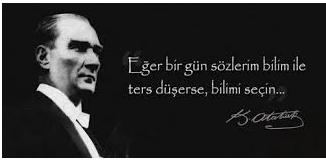 Eğer bir gün sözlerim bilim ile
ters düşerse, bilimi seçin...
K. Atatürk